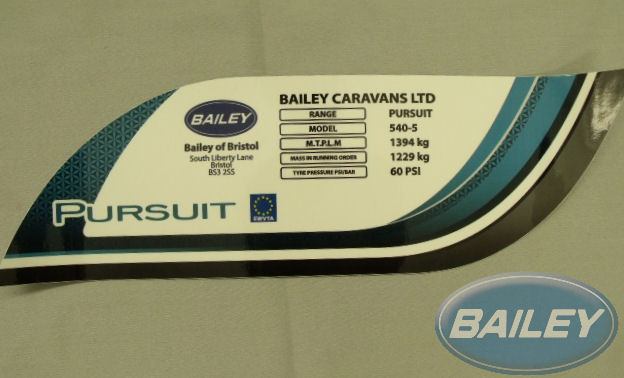 BAILEY
Bailey of Bristol
South Liberty Lane
Bristol
BS3 2SS
BAILEY CARAVANS LTD
RANGE PURSUIT
MODEL 540-5
M.T.P.L.M 1394 kg
MASS IN RUNNING ORDER 1229 kg
TYRE PRESSURE PSI/BAR 60 PSI
PURSUIT
EWVTA
BAILEY